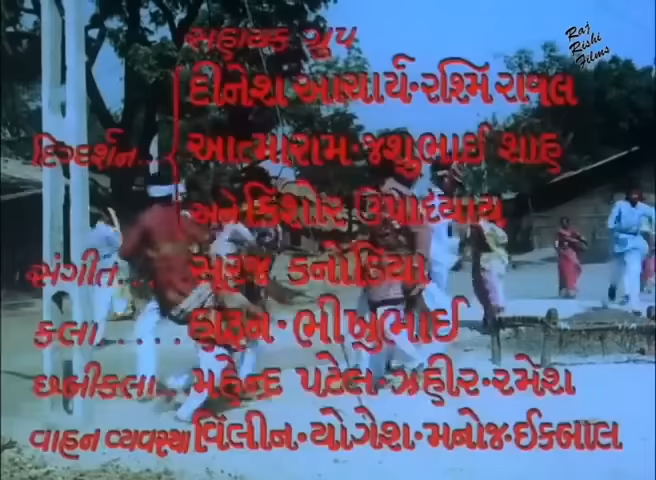 સહાયક ગ્રુપ
Raj
Rishi
Films
દીનેશ આચાર્ય·રશ્મિ રાવલ
દિગ્દર્શન... આત્મારામ·જશુભાઈ શાહ
અને કિશોર ઉપાધ્યાય
સંગીત.... સૂરજ કનોડિયા
કલા...... હારૂન·ભીખુભાઈ
છબીકલા... મહેન્દ્ર પટેલ·ઝહીર·રમેશ
વાહન વ્યવસ્થા વિલીન·યોગેશ·મનોજ·ઈકબાલ